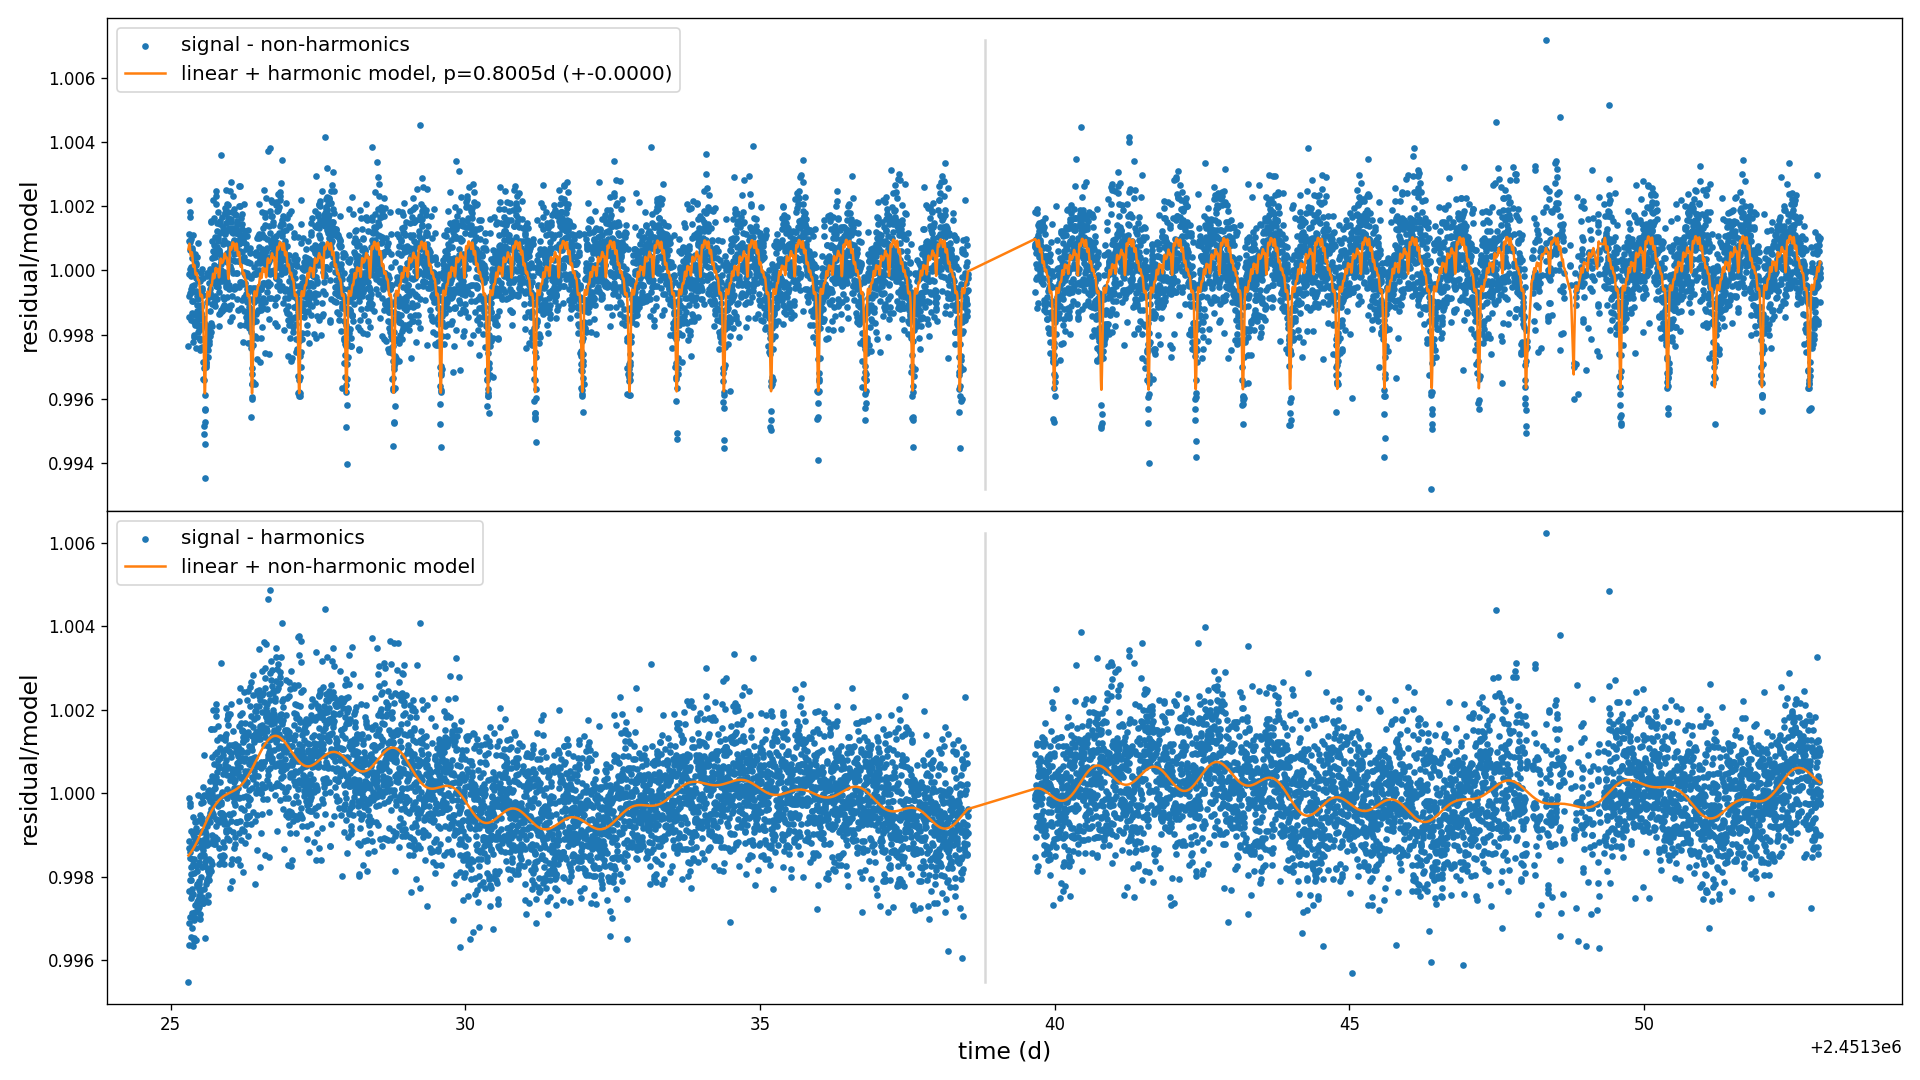 signal - non-harmonics
linear + harmonic model, p=0.8005d (+-0.0000)
1.006
1.004
1.002
1.000
0.998
0.996
0.994
residual/model
signal - harmonics
linear + non-harmonic model
1.006
1.004
1.002
1.000
0.998
0.996
residual/model
25
30
35
40
45
50
time (d)
+2.4513e6